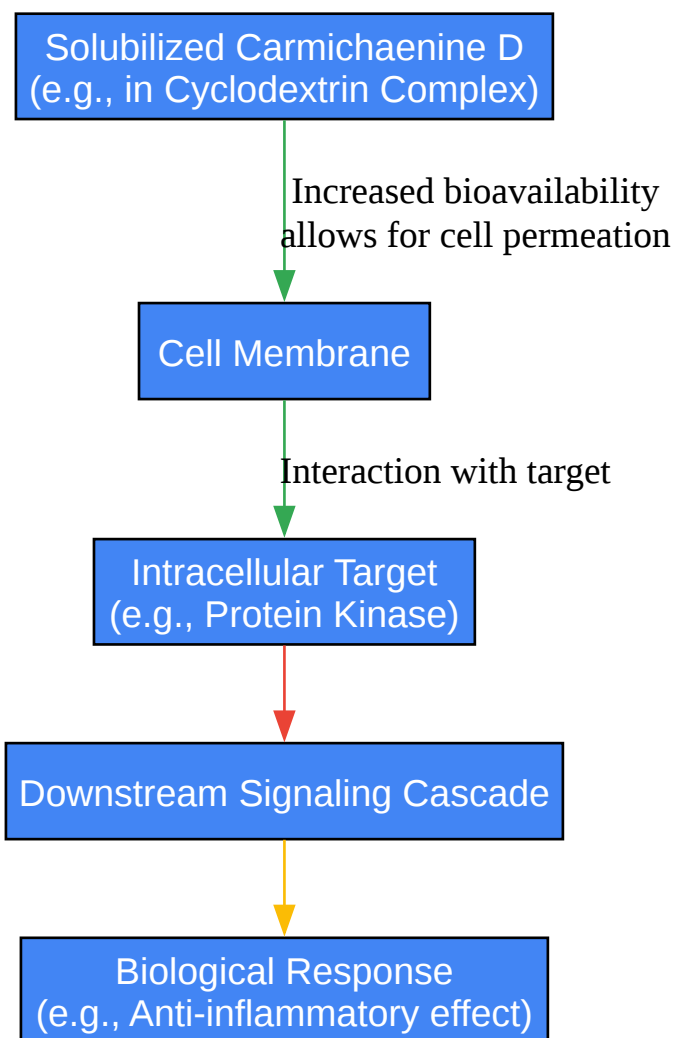 Solubilized Carmichaenine D
(e.g., in Cyclodextrin Complex)
Increased bioavailability
allows for cell permeation
Cell Membrane
Interaction with target
Intracellular Target
(e.g., Protein Kinase)
Downstream Signaling Cascade
Biological Response
(e.g., Anti-inflammatory effect)